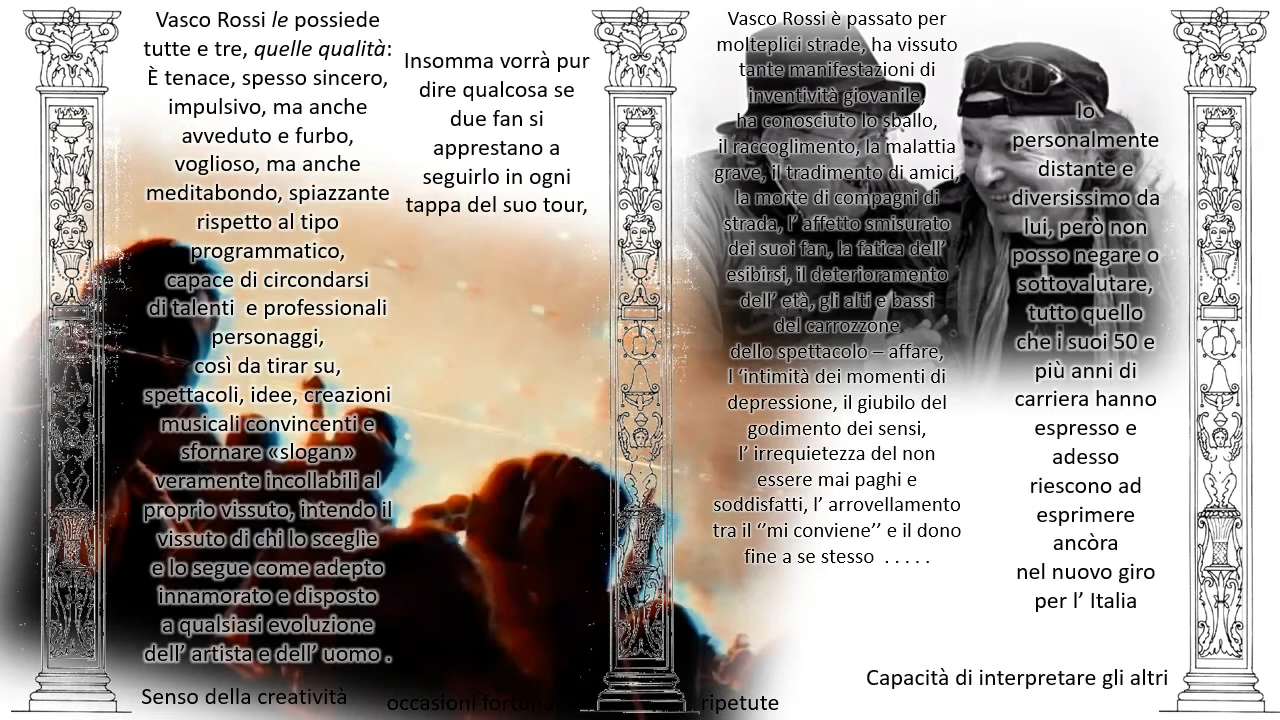 Vasco Rossi le possiede
tutte e tre, quelle qualità:
È tenace, spesso sincero,
impulsivo, ma anche
avveduto e furbo,
voglioso, ma anche
meditabondo, spiazzante
rispetto al tipo
programmatico,
capace di circondarsi
di talenti e professionali
personaggi,
così da tirar su,
spettacoli, idee, creazioni
musicali convincenti e
sfornare «slogan»
veramente incollabili al
proprio vissuto, intendo il
vissuto di chi lo sceglie
e lo segue come adepto
innamorato e disposto
a qualsiasi evoluzione
dell’ artista e dell’ uomo .
Senso della creatività
Insomma vorrà pur
dire qualcosa se
due fan si
apprestano a
seguirlo in ogni
tappa del suo tour,
occasioni ripetute
Vasco Rossi è passato per
molteplici strade, ha vissuto
tante manifestazioni di
inventività giovanile,
ha conosciuto lo sballo,
il raccoglimento, la malattia
grave, il tradimento di amici,
la morte di compagni di
strada, l’ affetto smisurato
dei suoi fan, la fatica dell’
esibirsi, il deterioramento
dell’ età, gli alti e bassi
del carrozzone
dello spettacolo – affare,
l ‘intimità dei momenti di
depressione, il giubilo del
godimento dei sensi,
l’ irrequietezza del non
essere mai paghi e
soddisfatti, l’ arrovellamento
tra il ‘’mi conviene’’ e il dono
fine a se stesso . . . . .
Io
personalmente
distante e
diversissimo da
lui, però non
posso negare o
sottovalutare,
tutto quello
che i suoi 50 e
più anni di
carriera hanno
espresso e
adesso
riescono ad
esprimere
ancòra
nel nuovo giro
per l’ Italia
Capacità di interpretare gli altri